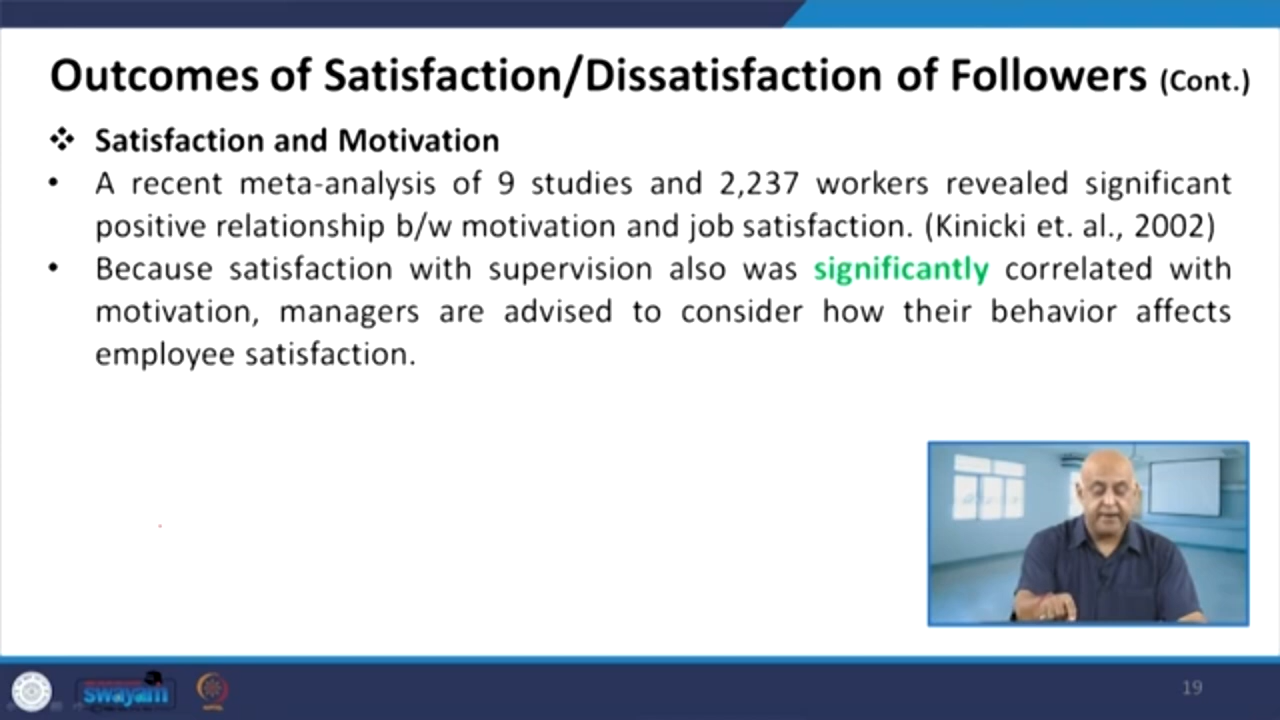 Outcomes of Satisfaction/Dissatisfaction of Followers (Cont.)
❖ Satisfaction and Motivation
• A recent meta-analysis of 9 studies and 2,237 workers revealed significant
positive relationship b/w motivation and job satisfaction. (Kinicki et. al., 2002)
• Because satisfaction with supervision also was significantly correlated with
motivation, managers are advised to consider how their behavior affects
employee satisfaction.
swayam
19